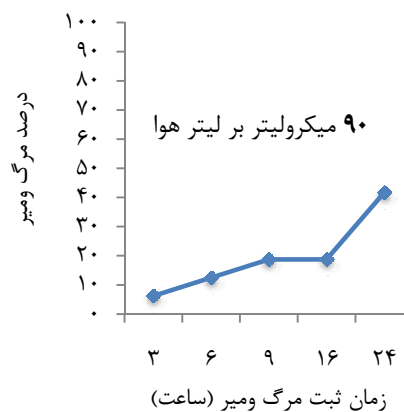 ۱۰۰
۹۰
۸۰
۷۰
۶۰
۵۰
۴۰
۳۰
۲۰
۱۰
۰
درصد مرگ ومیر
۹۰ میکرولیتر بر لیتر هوا
۳ ۶ ۹ ۱۶ ۲۴
زمان ثبت مرگ ومیر (ساعت)